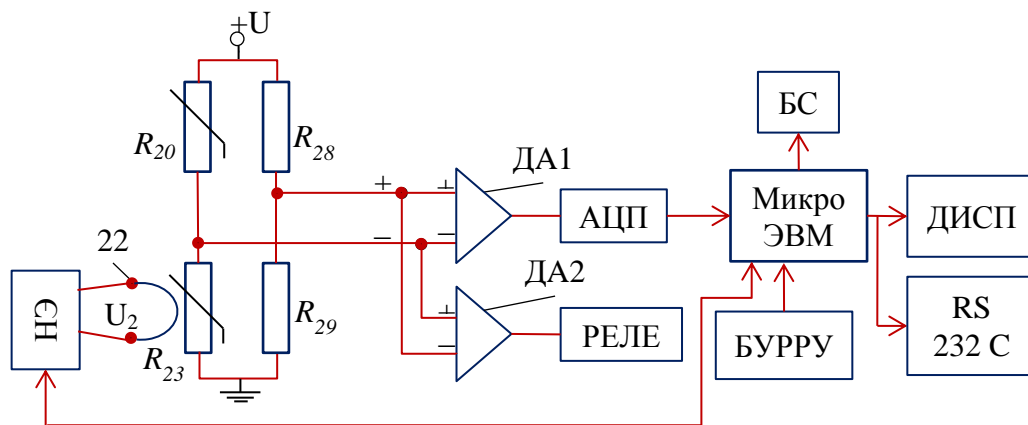 +U
БС
R20
R28
ДА1
+
+
АЦП
Микро
ЭВМ
ДИСП
−
−
22
ДА2
ЄН
U2
R29
+
−
РЕЛЕ
БУРРУ
RS
232 С
R23